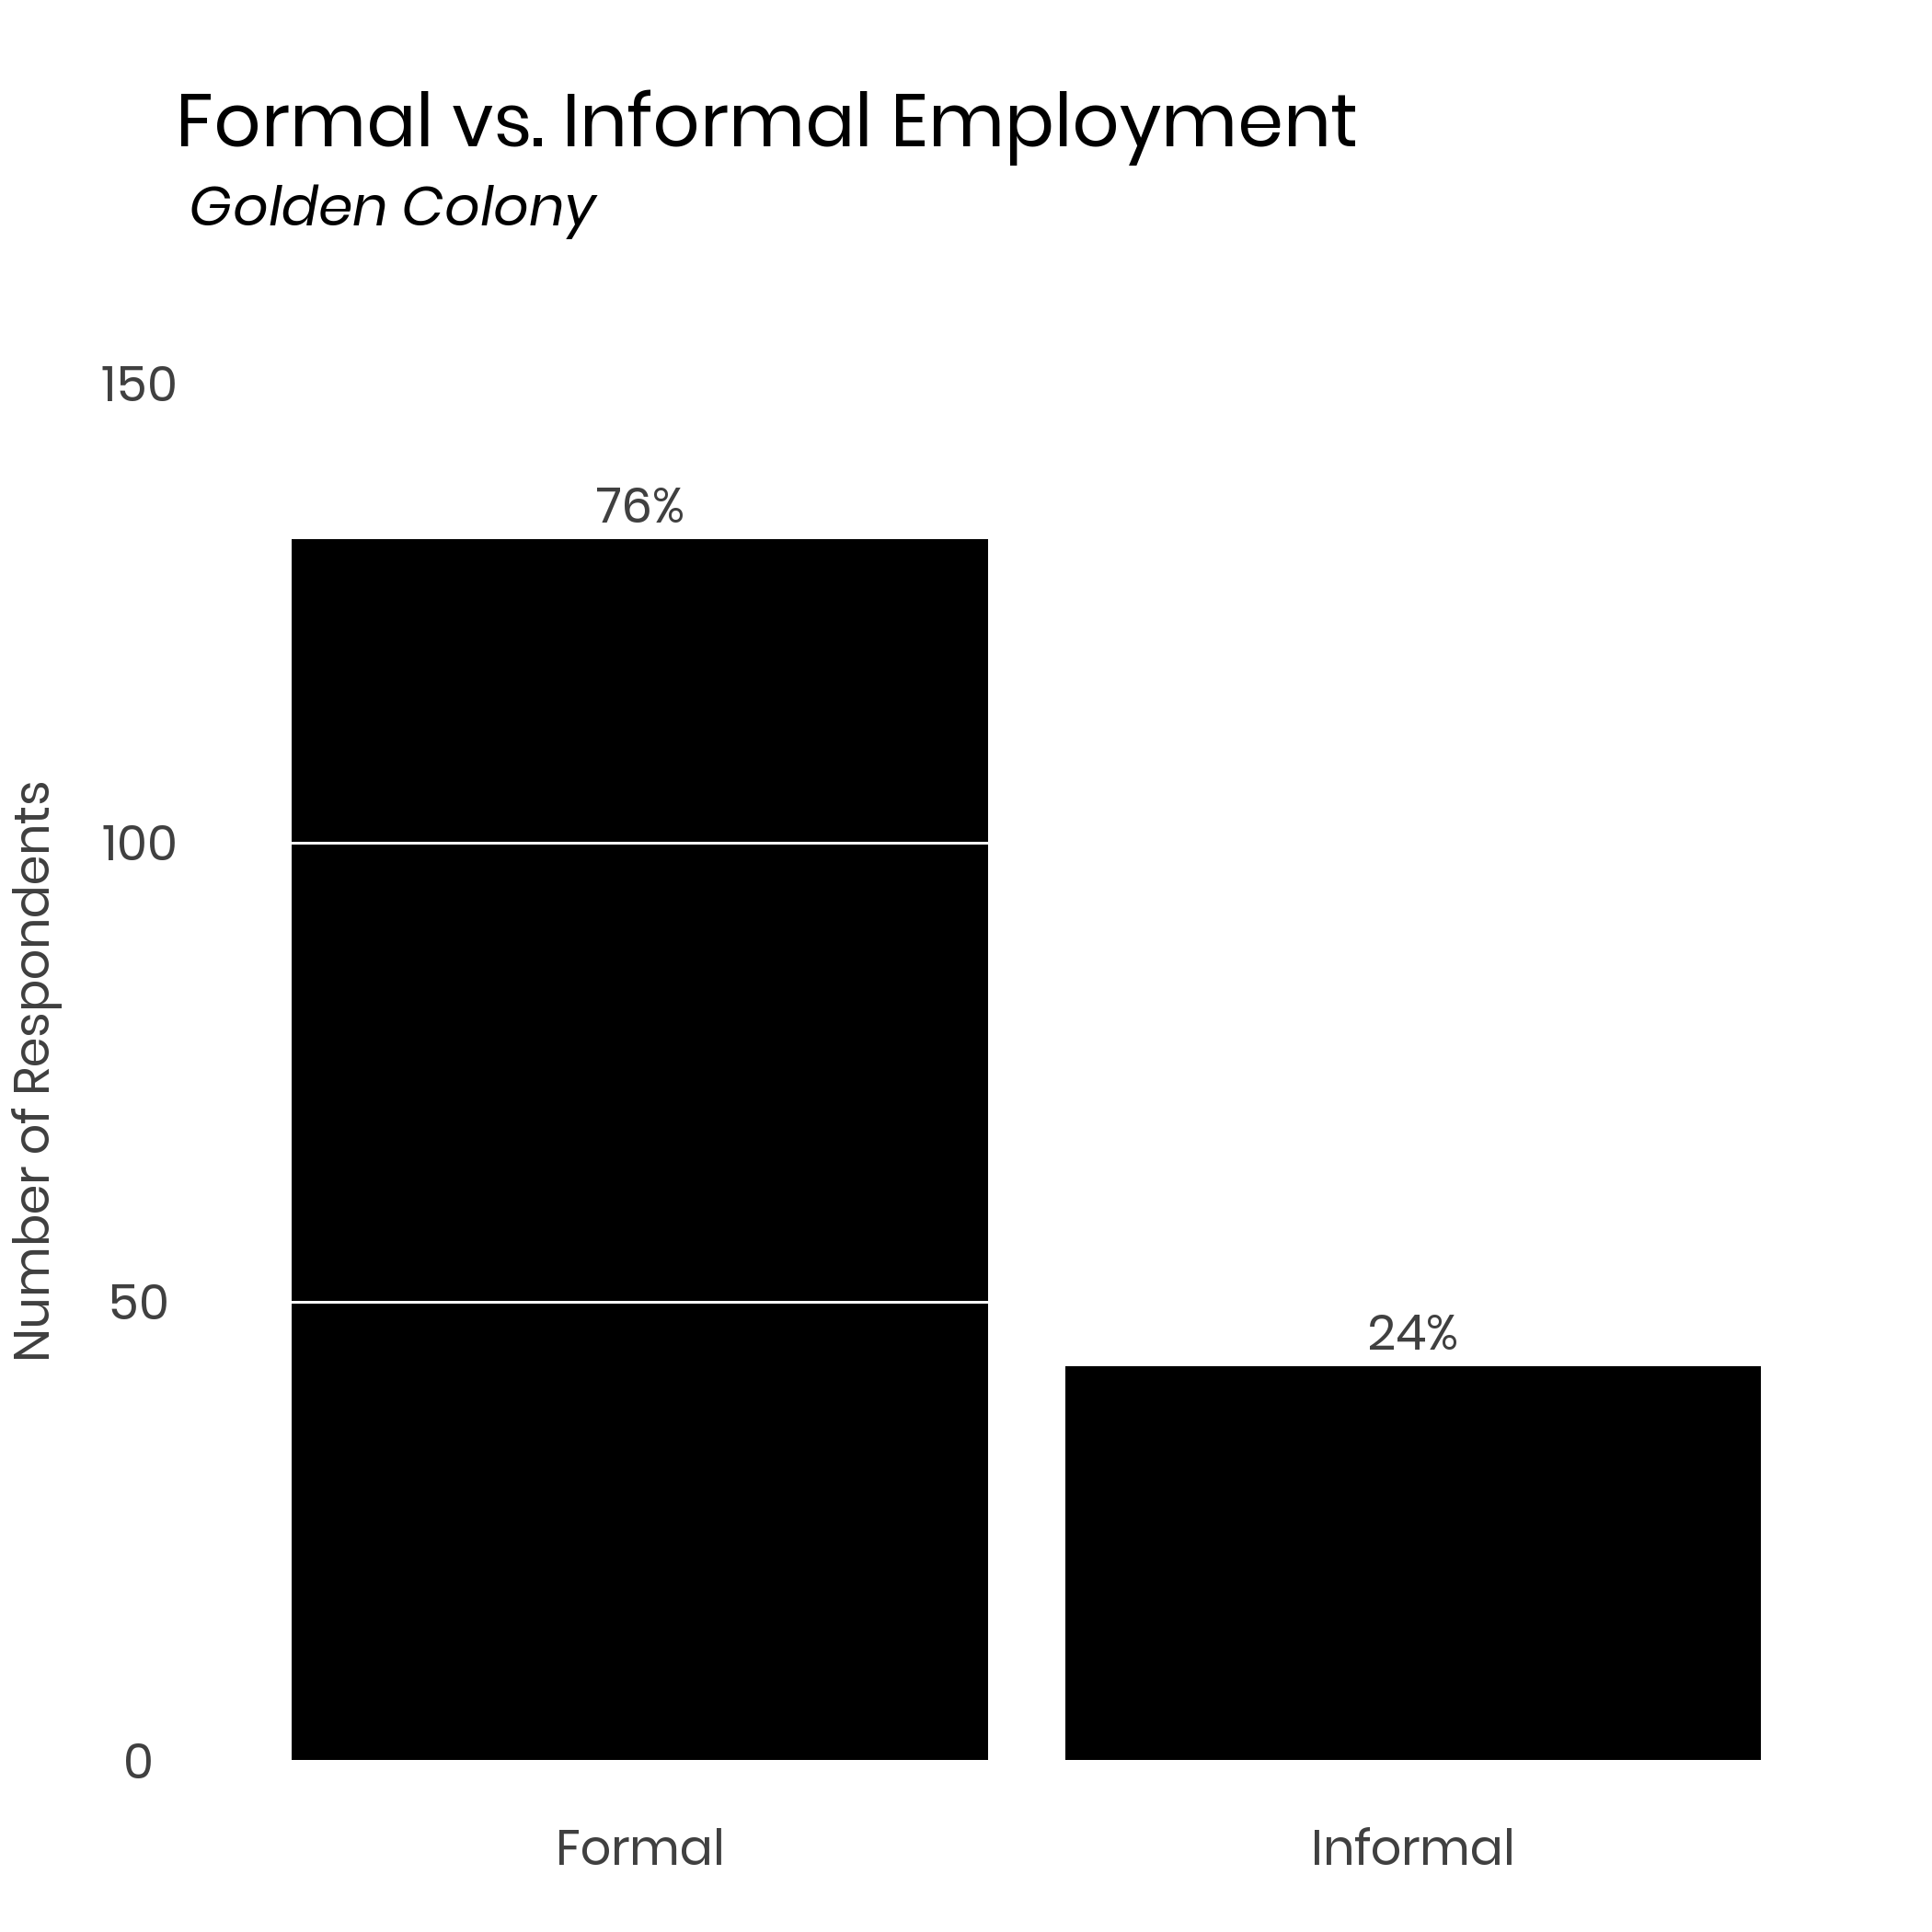 Formal vs. Informal Employment
Golden Colony
150
76%
100
Number of Respondents
50
24%
0
Formal
Informal